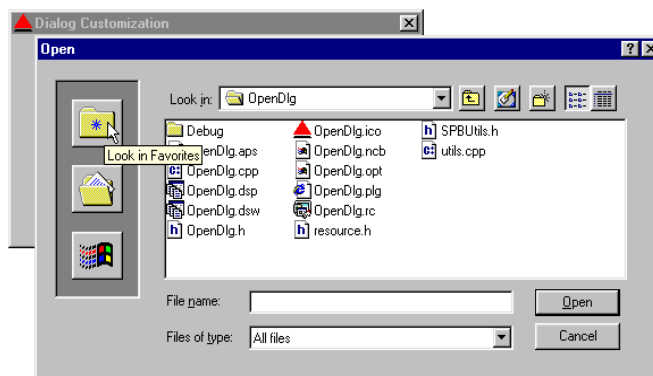 Dialog Customization
Open
Look in: OpenDlg
Debug OpenDlg.ico SPBUtils.h
OpenDlg.aps OpenDlg.ncb utils.cpp
Look in Favorites
OpenDlg.cpp OpenDlg.opt
OpenDlg.dsp OpenDlg.plg
OpenDlg.dsw OpenDlg.rc
OpenDlg.h resource.h
File name: Open
Files of type: All files Cancel